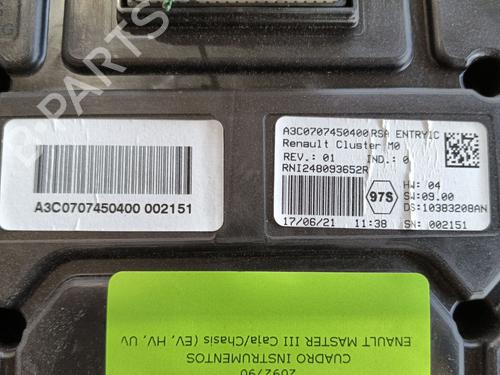 A3C0707450400 002151
A3C0707450400 RSA ENTRY1C
Renault Cluster M0
REV.: 01 IND.: 0
RNI248093652R
97S
HW: 04
SW:09.00
DS:10383208AN
17/06/21 11:38 SN: 002151
B-PARTS
2092790
CUADRO INSTRUMENTOS
ENAULT MASTER III Caja/Chasis (EV, HV, UV